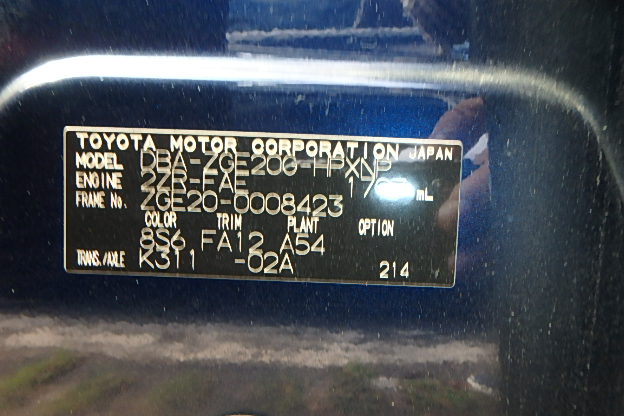 TOYOTA MOTOR CORPORATION JAPAN
MODEL DBA-ZGE20G-HPXNP
ENGINE 2ZR-FAE mL
FRAME No. ZGE20-0008423
COLOR TRIM PLANT OPTION
8S6 FA12 A54
TRANS./AXLE K311 -02A 214